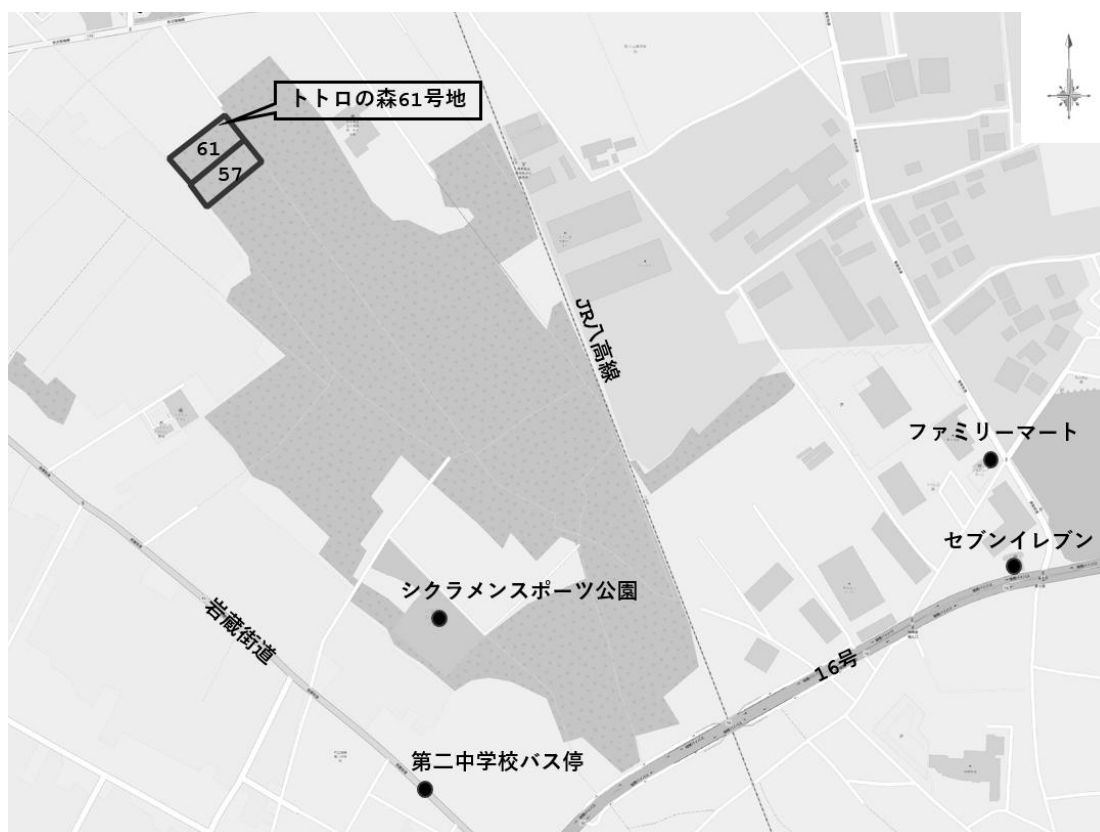 トトロの森61号地
61
57
JR八高線
ファミリーマート
セブンイレブン
シクラメンスポーツ公園
岩蔵街道
16号
第二中学校バス停